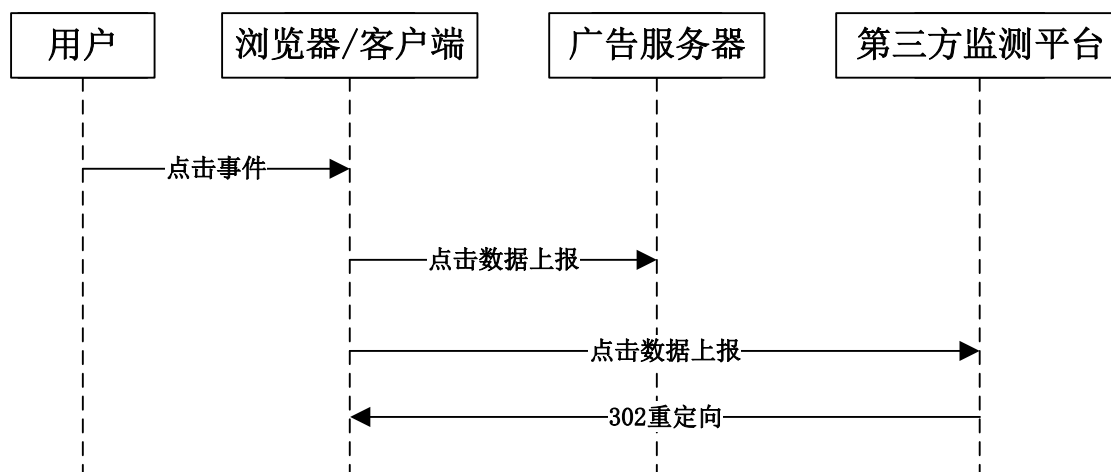 用户
浏览器/客户端
广告服务器
第三方监测平台
点击事件
点击数据上报
点击数据上报
302重定向